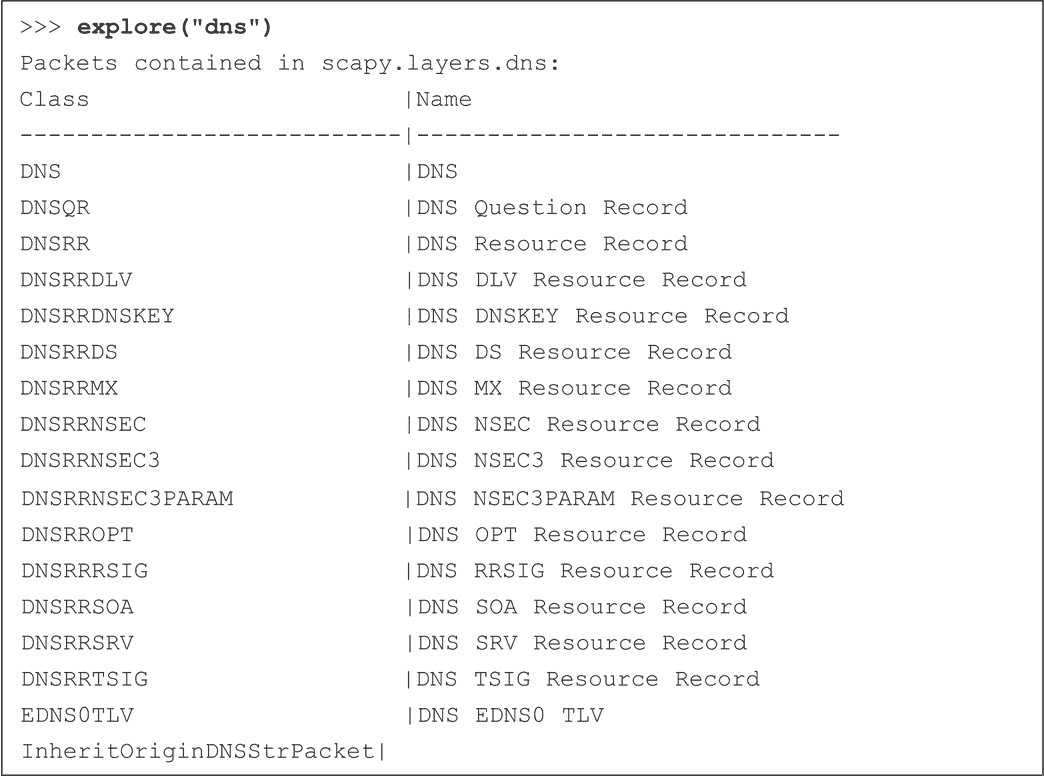 >>> explore("dns")
Packets contained in scapy.layers.dns:
Class                      |Name
---------------------------|------------------------------
DNS                        |DNS
DNSQR                      |DNS Question Record
DNSRR                      |DNS Resource Record
DNSRRDLV                   |DNS DLV Resource Record
DNSRRDNSKEY                |DNS DNSKEY Resource Record
DNSRRDS                    |DNS DS Resource Record
DNSRRMX                    |DNS MX Resource Record
DNSRRNSEC                  |DNS NSEC Resource Record
DNSRRNSEC3                 |DNS NSEC3 Resource Record
DNSRRNSEC3PARAM            |DNS NSEC3PARAM Resource Record
DNSRROPT                   |DNS OPT Resource Record
DNSRRRSIG                  |DNS RRSIG Resource Record
DNSRRSOA                   |DNS SOA Resource Record
DNSRRSRV                   |DNS SRV Resource Record
DNSRRTSIG                  |DNS TSIG Resource Record
EDNS0TLV                   |DNS EDNS0 TLV
InheritOriginDNSStrPacket|